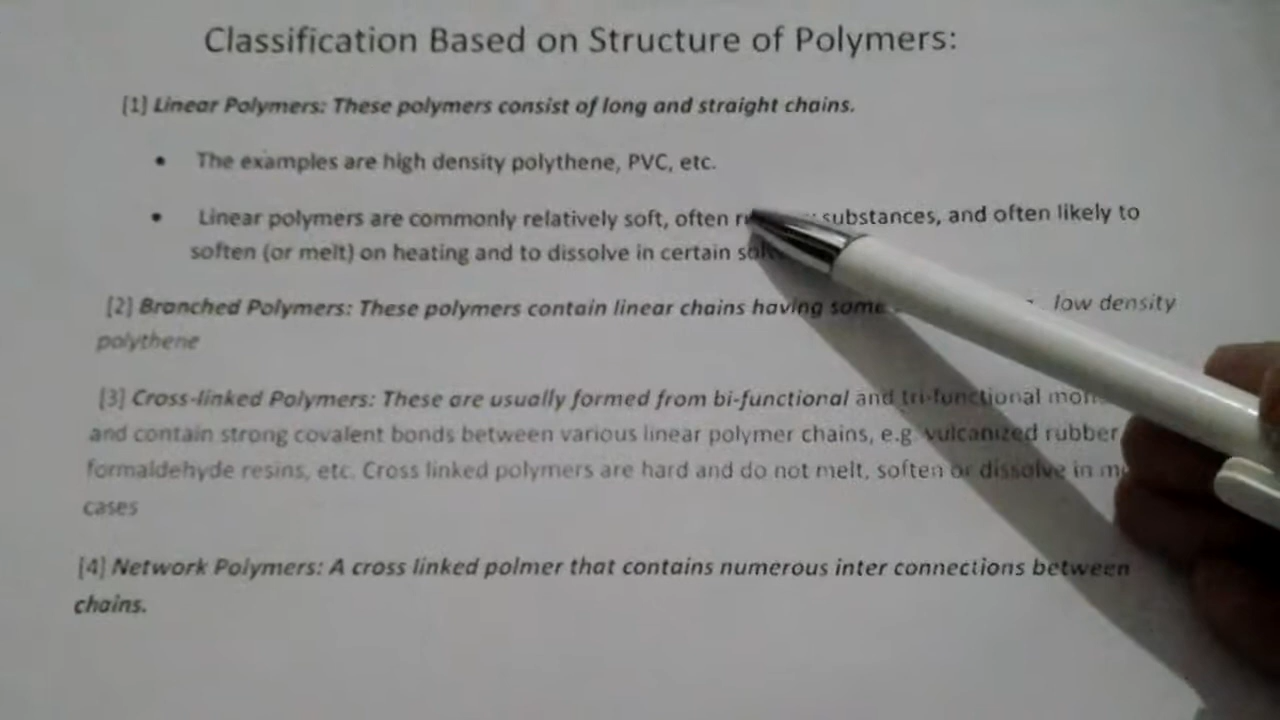 Classification Based on Structure of Polymers:
[1] Linear Polymers: These polymers consist of long and straight chains.
• The examples are high density polythene, PVC, etc.
• Linear polymers are commonly relatively soft, often substances, and often likely to
soften (or melt) on heating and to dissolve in certain
[2] Branched Polymers: These polymers contain linear chains having some low density
polythene
[3] Cross-linked Polymers: These are usually formed from bi-functional and tri-functional
and contain strong covalent bonds between various linear polymer chains, e.g. vulcanized rubber
formaldehyde resins, etc. Cross linked polymers are hard and do not melt, soften or dissolve in
cases
[4] Network Polymers: A cross linked polmer that contains numerous inter connections between
chains.